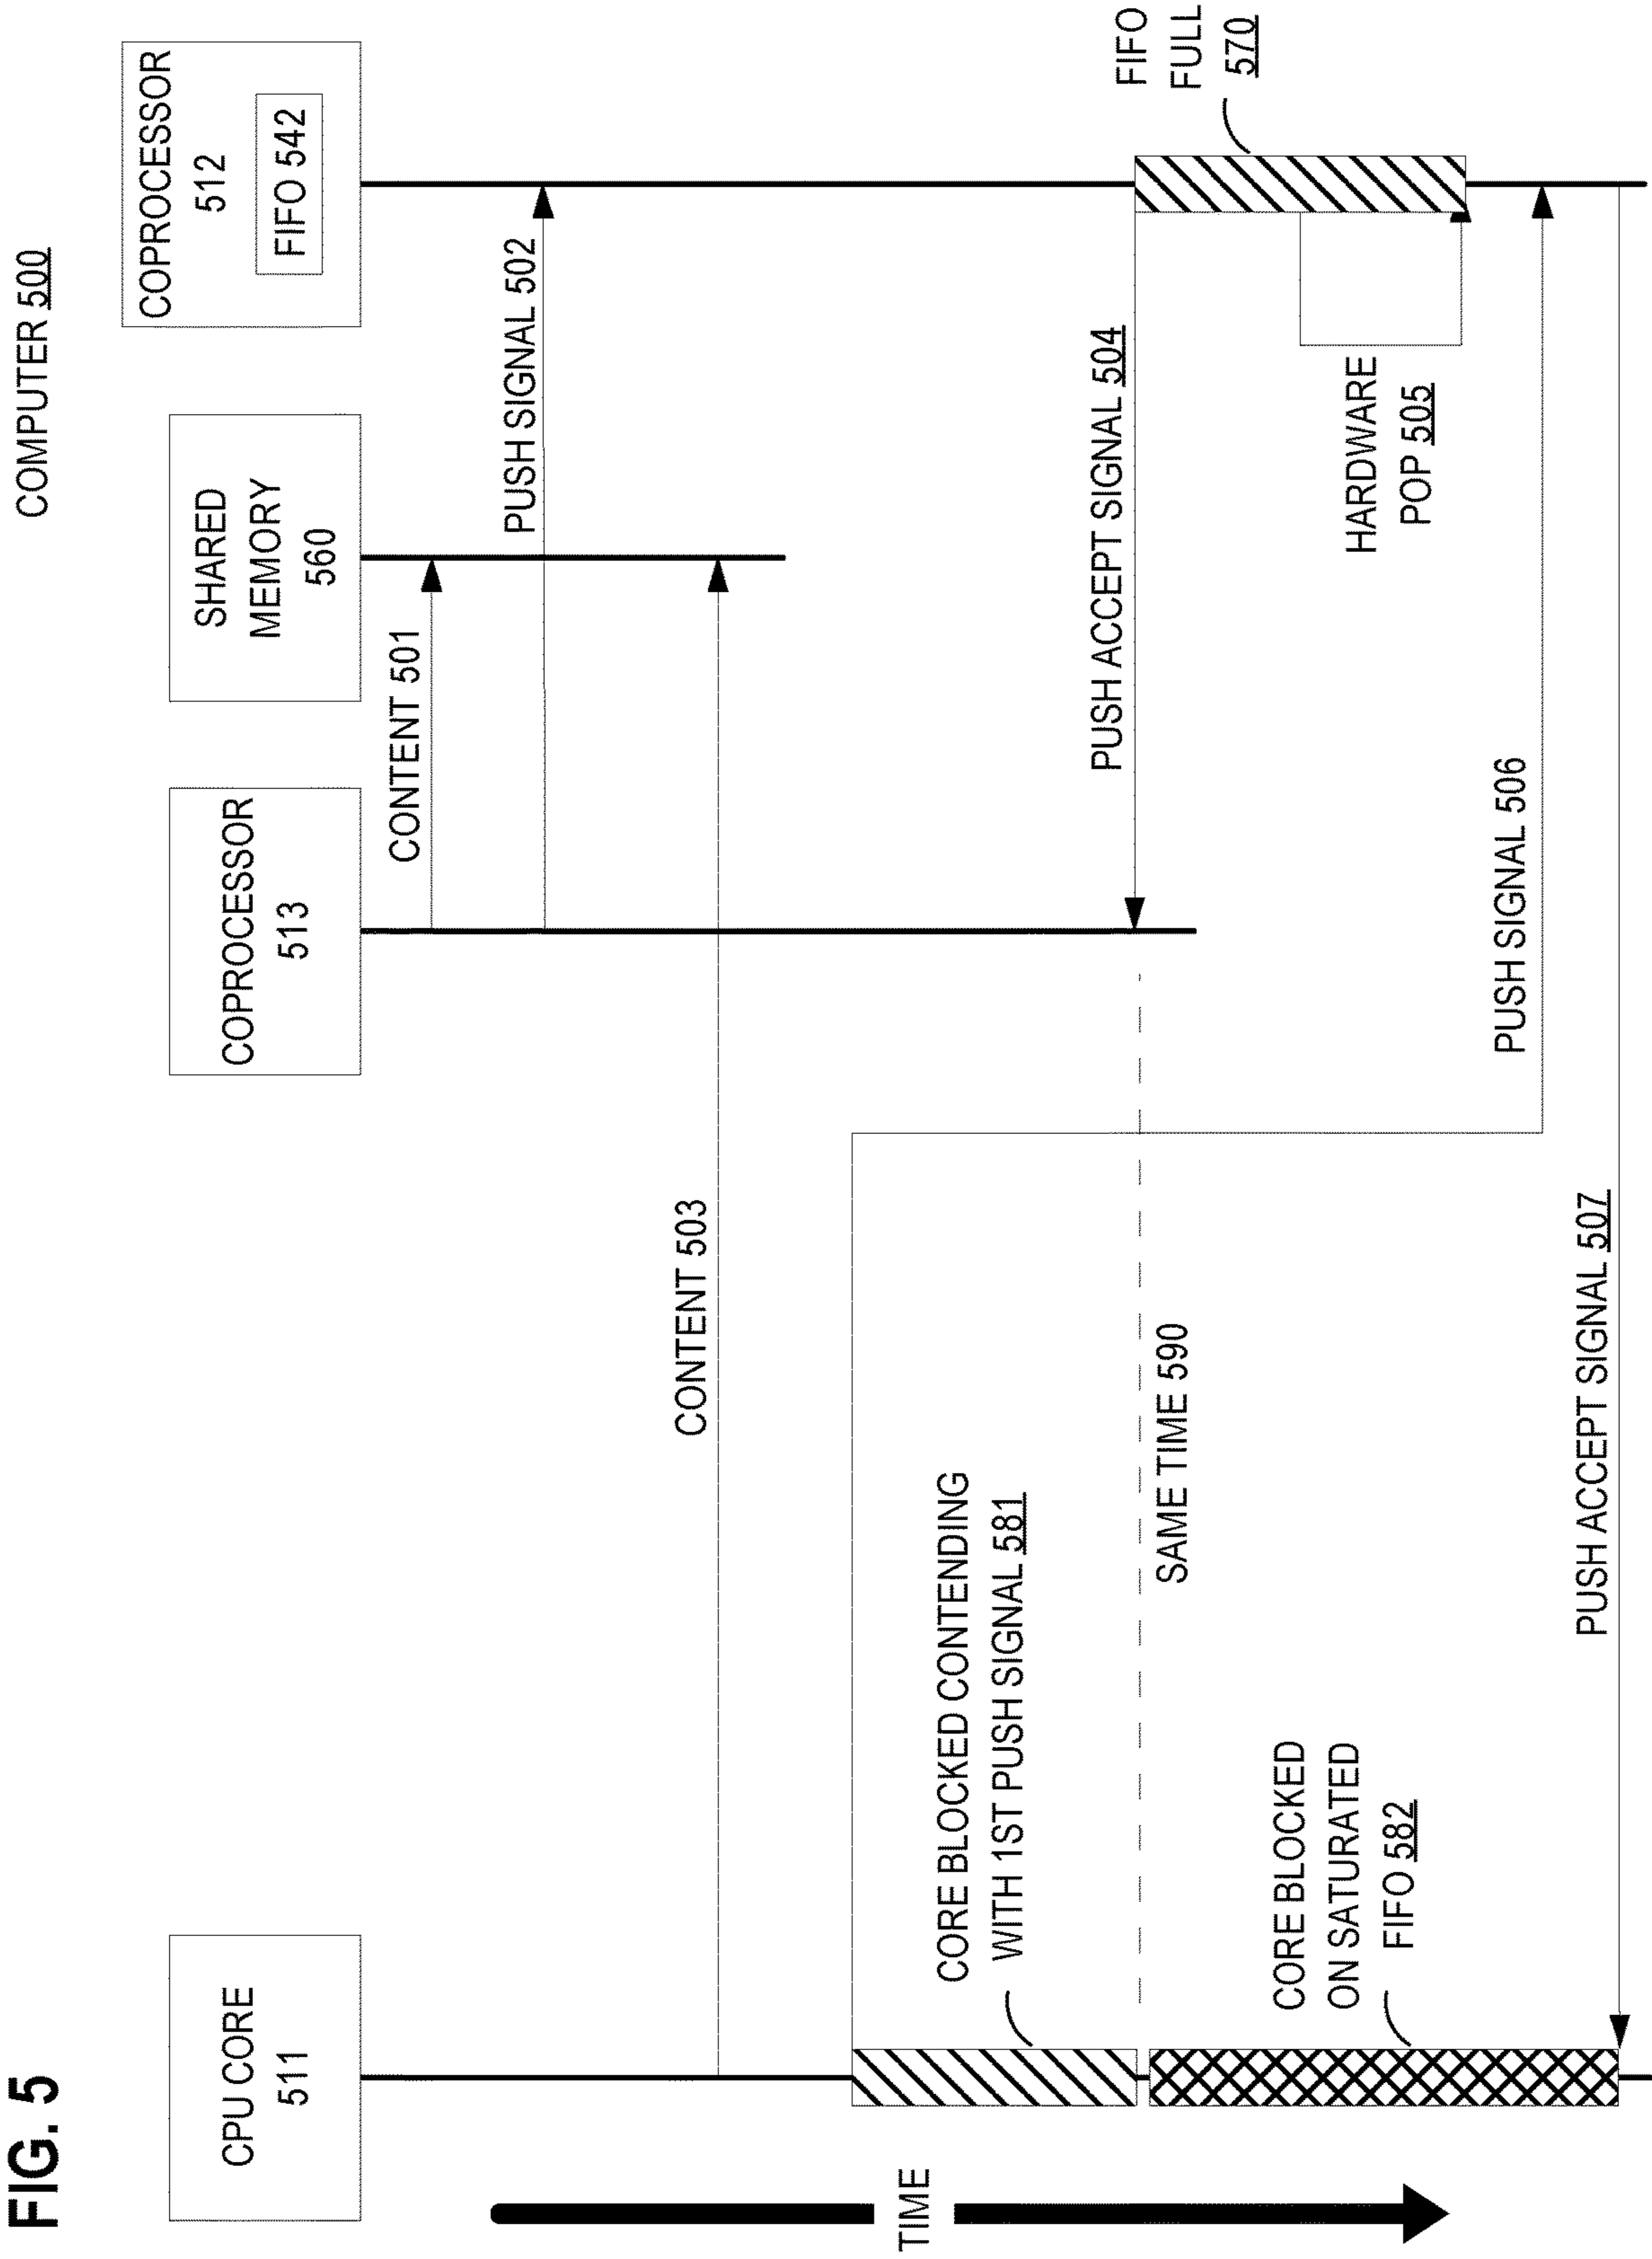 FIG. 5
COMPUTER 500
CPU CORE
511
COPROCESSOR
513
SHARED
MEMORY
560
COPROCESSOR
512
FIFO 542
CONTENT 501
PUSH SIGNAL 502
CONTENT 503
CORE BLOCKED CONTENDING
WITH 1ST PUSH SIGNAL 581
PUSH ACCEPT SIGNAL 504
FIFO
FULL
570
SAME TIME 590
CORE BLOCKED
ON SATURATED
FIFO 582
HARDWARE
POP 505
PUSH SIGNAL 506
PUSH ACCEPT SIGNAL 507
TIME